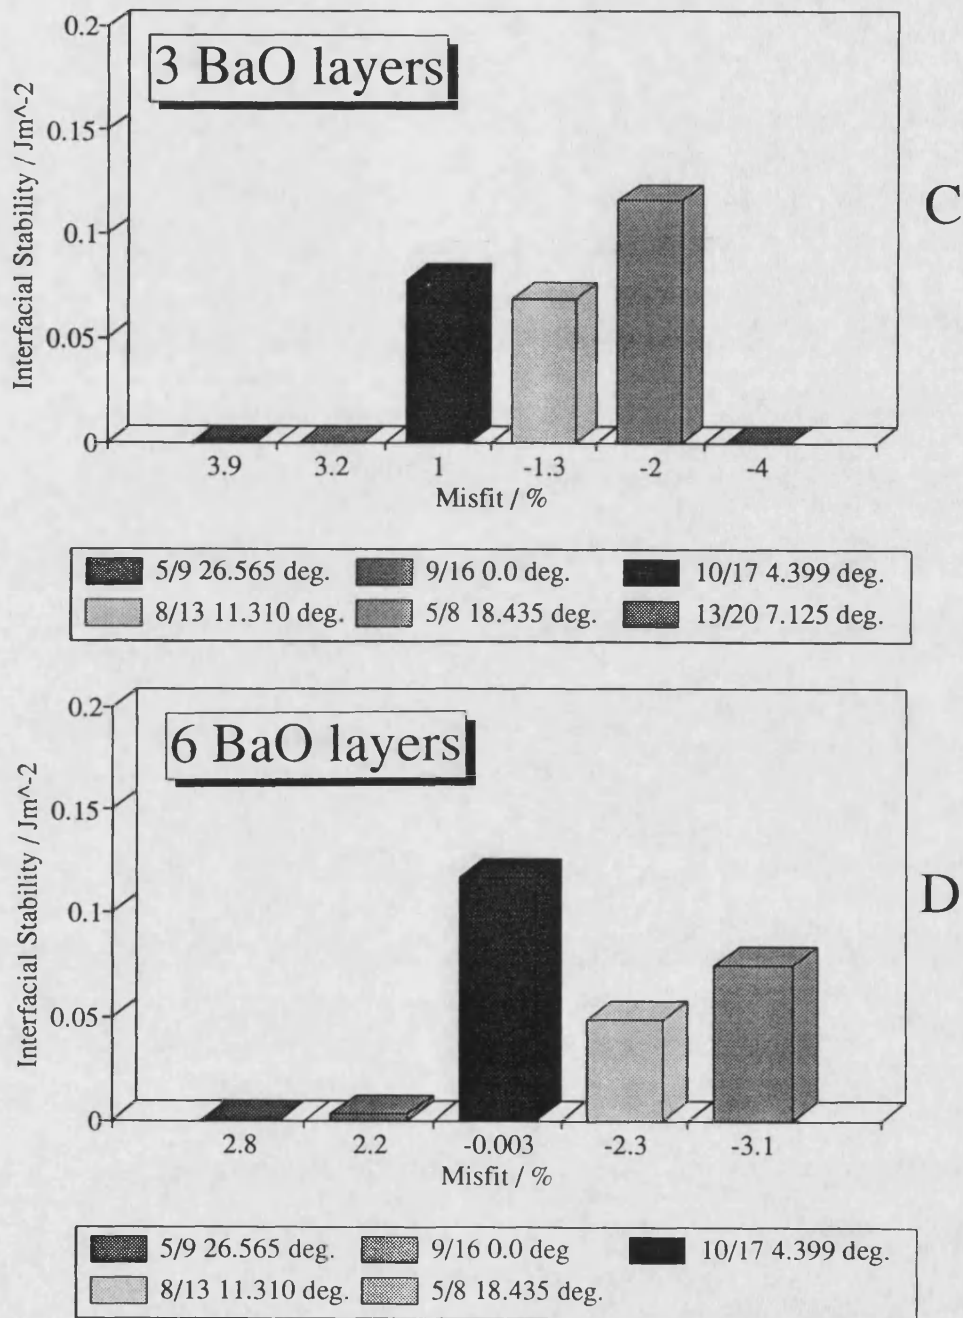 3 BaO layers
C
Interfacial Stability / Jm^-2
0.2
0.15
0.1
0.05
0
3.9 3.2 1 -1.3 -2 -4
Misfit / %
5/9 26.565 deg. 9/16 0.0 deg. 10/17 4.399 deg.
8/13 11.310 deg. 5/8 18.435 deg. 13/20 7.125 deg.
6 BaO layers
D
Interfacial Stability / Jm^-2
0.2
0.15
0.1
0.05
0
2.8 2.2 -0.003 -2.3 -3.1
Misfit / %
5/9 26.565 deg. 9/16 0.0 deg 10/17 4.399 deg.
8/13 11.310 deg. 5/8 18.435 deg.